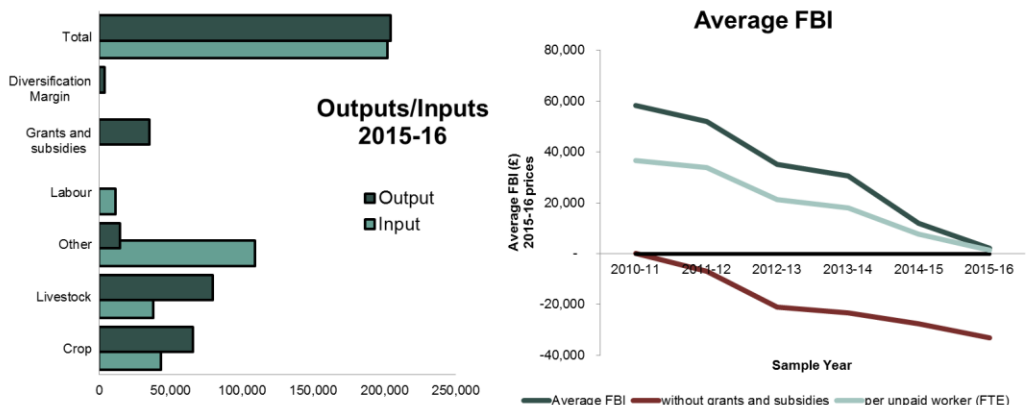 Total
Diversification
Margin
Grants and
subsidies
Labour
Other
Livestock
Crop
0
50,000
100,000
150,000
200,000
250,000
Outputs/Inputs
2015-16
Output
Input
Average FBI
Average FBI (£)
2015-16 prices
80,000
60,000
40,000
20,000
-
-20,000
-40,000
2010-11
2011-12
2012-13
2013-14
2014-15
2015-16
Sample Year
Average FBI
without grants and subsidies
per unpaid worker (FTE)